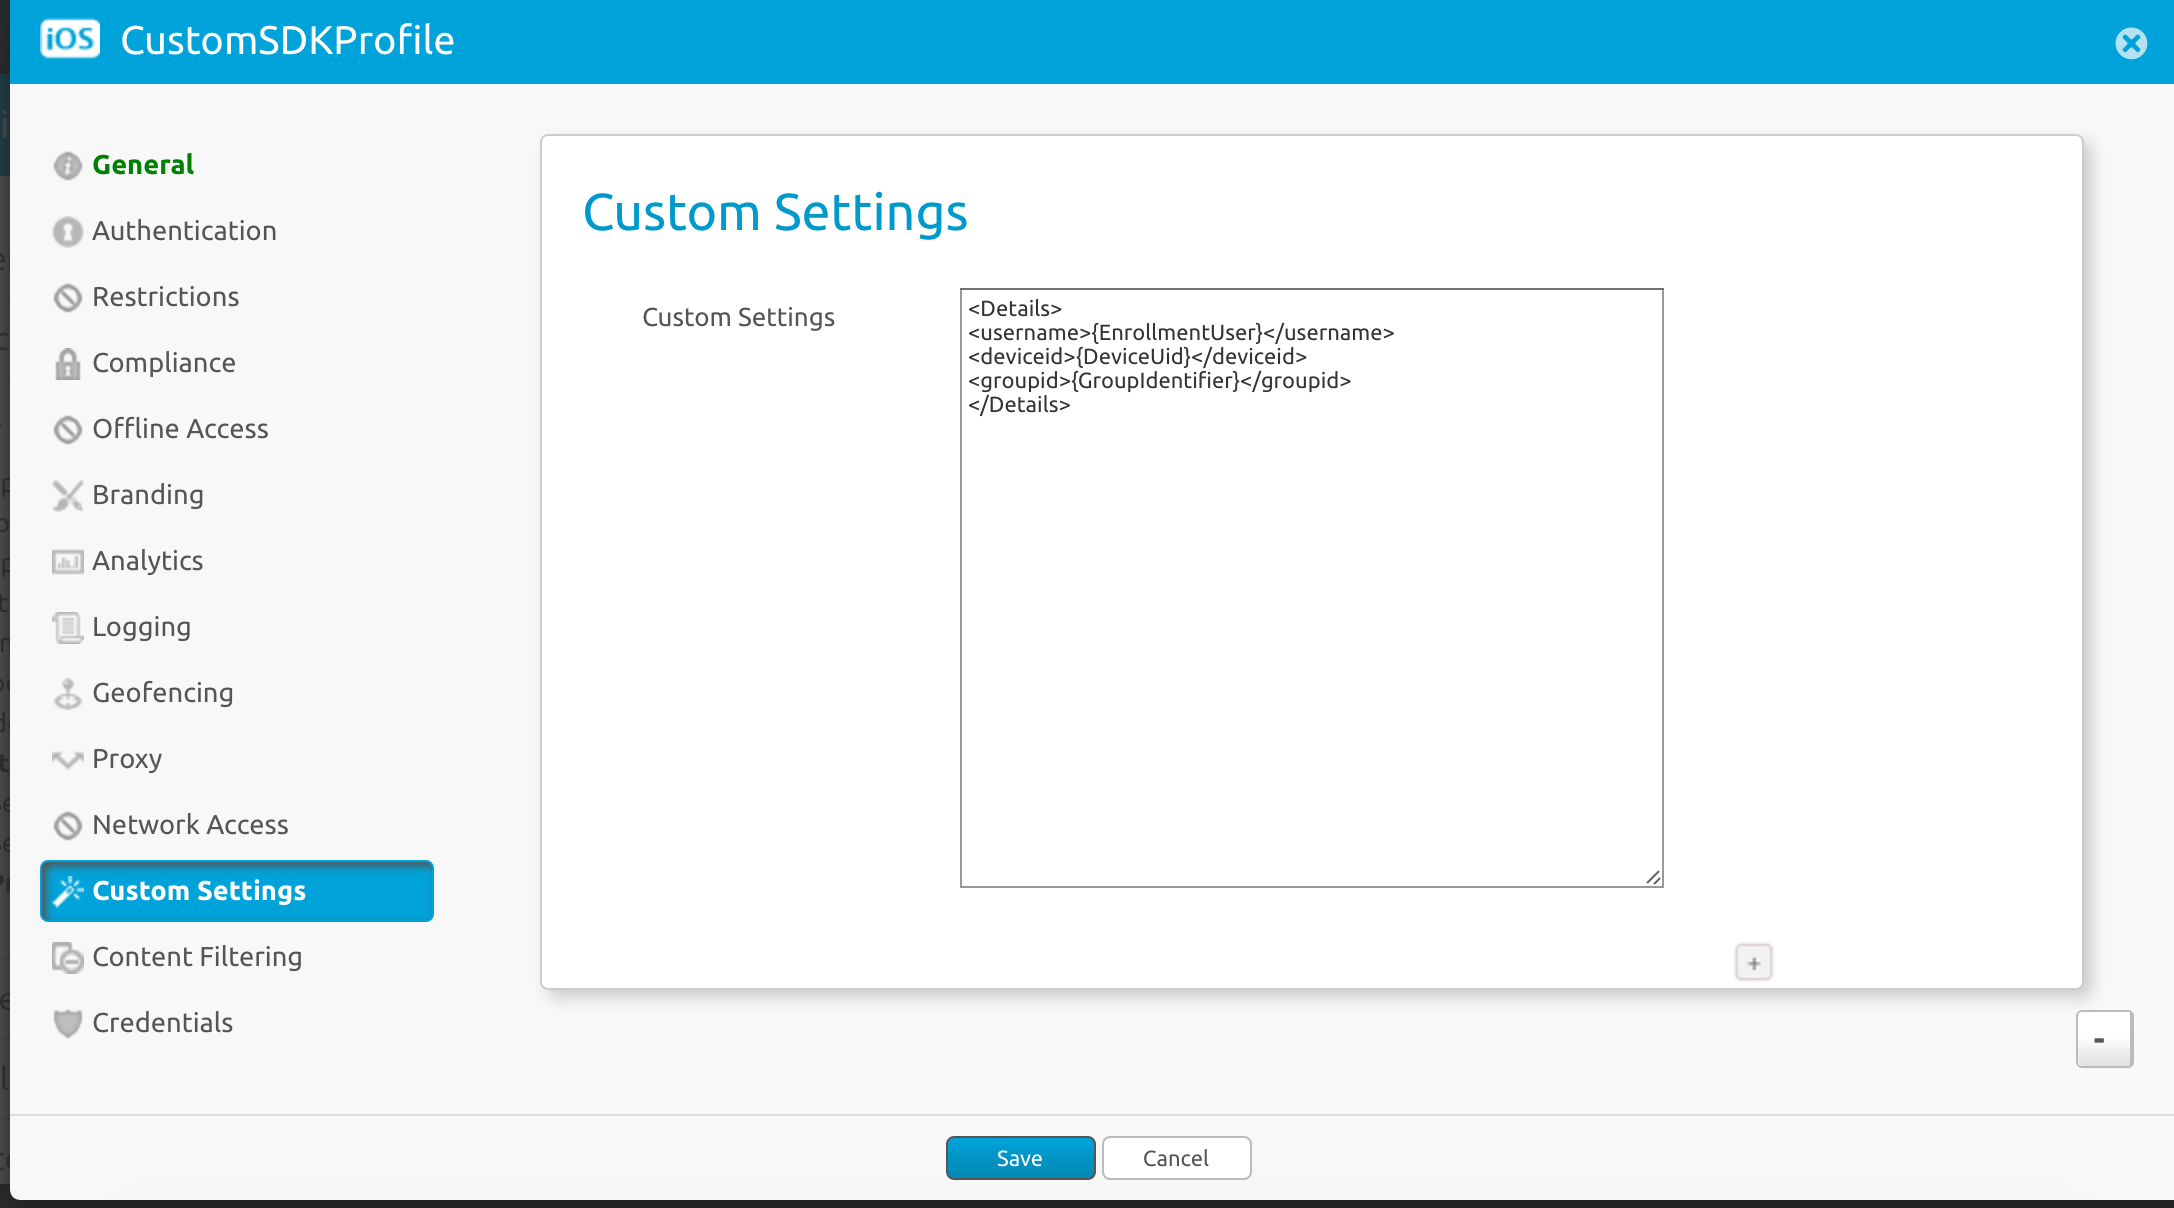 iOS CustomSDKProfile
General
Authentication
Restrictions
Compliance
Offline Access
Branding
Analytics
Logging
Geofencing
Proxy
Network Access
Custom Settings
Content Filtering
Credentials
Custom Settings
Custom Settings
<Details>
<username>{EnrollmentUser}</username>
<deviceid>{DeviceUid}</deviceid>
<groupid>{GroupIdentifier}</groupid>
</Details>
+
-
Save
Cancel